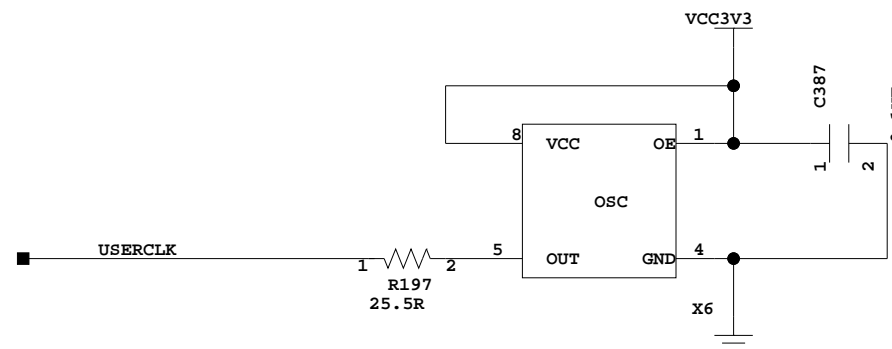 VCC3V3
C387
8
VCC
OE
1
1
2
OSC
USERCLK
1
2
5
OUT
GND
4
R197
25.5R
X6